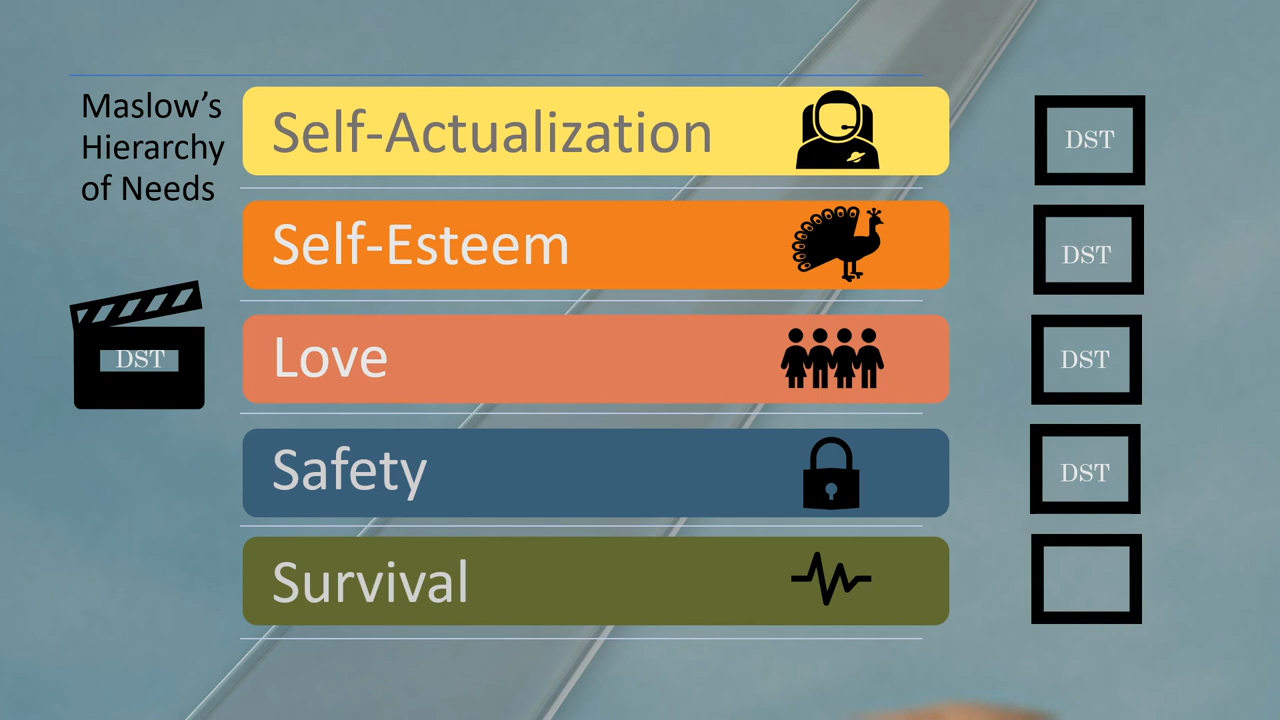 Maslow's
Hierarchy
of Needs
Self-Actualization
DST
Self-Esteem
DST
DST
Love
DST
Safety
DST
Survival